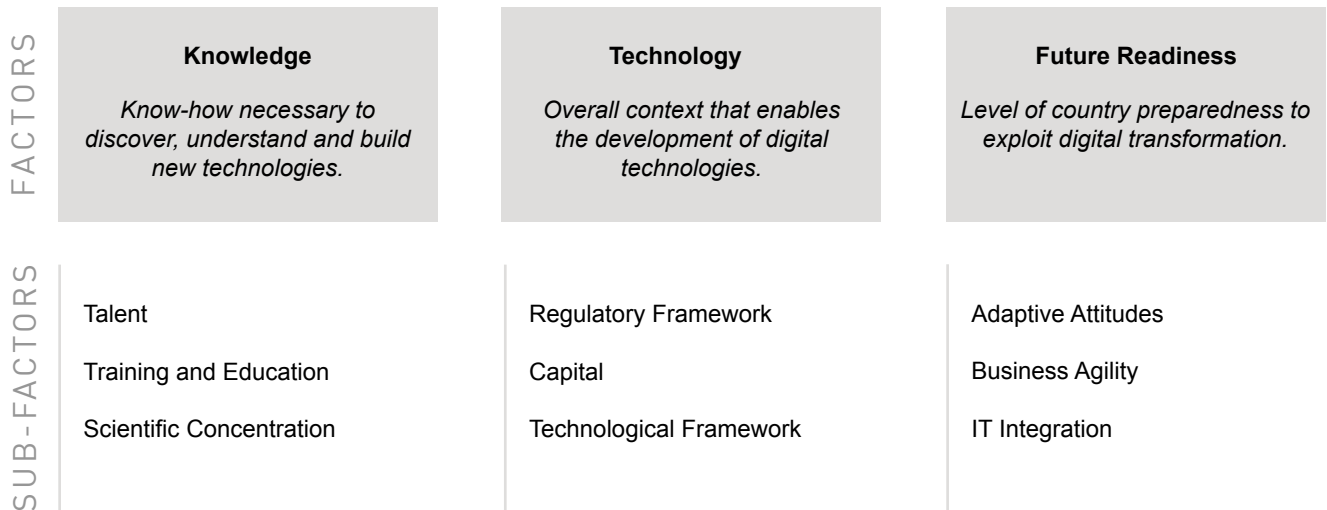 FACTORS
Knowledge
Know-how necessary to
discover, understand and build
new technologies.
Technology
Overall context that enables
the development of digital
technologies.
Future Readiness
Level of country preparedness to
exploit digital transformation.
SUB-FACTORS
Talent
Training and Education
Scientific Concentration
Regulatory Framework
Capital
Technological Framework
Adaptive Attitudes
Business Agility
IT Integration